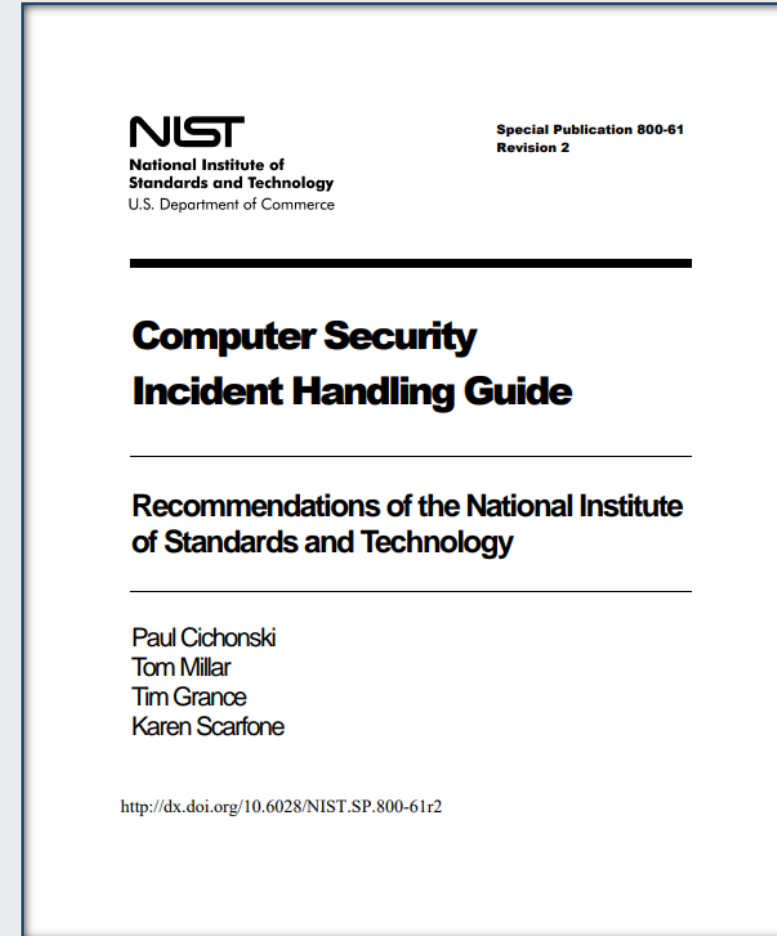 NIST
National Institute of
Standards and Technology
U.S. Department of Commerce
Special Publication 800-61
Revision 2
Computer Security
Incident Handling Guide
Recommendations of the National Institute
of Standards and Technology
Paul Cichonski
Tom Millar
Tim Grance
Karen Scarfone
http://dx.doi.org/10.6028/NIST.SP.800-61r2